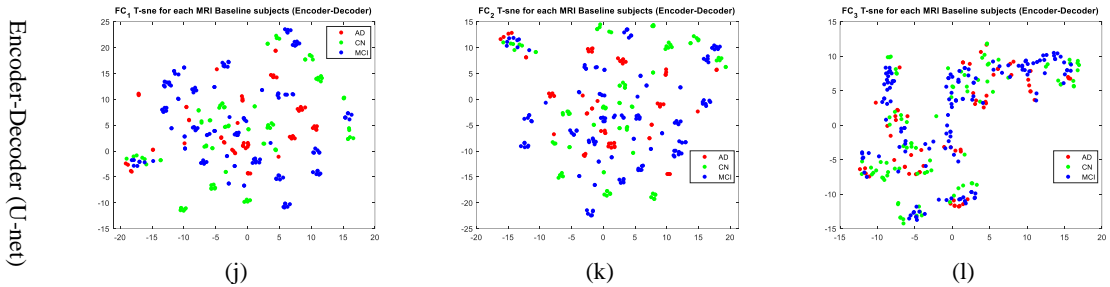 Encoder-Decoder (U-net)
FC1 T-sne for each MRI Baseline subjects (Encoder-Decoder)
25
20
15
10
5
0
-5
-10
-15
-20 -15 -10 -5 0 5 10 15 20
AD
CN
MCI
(j)
FC2 T-sne for each MRI Baseline subjects (Encoder-Decoder)
15
10
5
0
-5
-10
-15
-20
-25
-20 -15 -10 -5 0 5 10 15 20
AD
CN
MCI
(k)
FC3 T-sne for each MRI Baseline subjects (Encoder-Decoder)
15
10
5
0
-5
-10
-15
-15 -10 -5 0 5 10 15 20
AD
CN
MCI
(l)